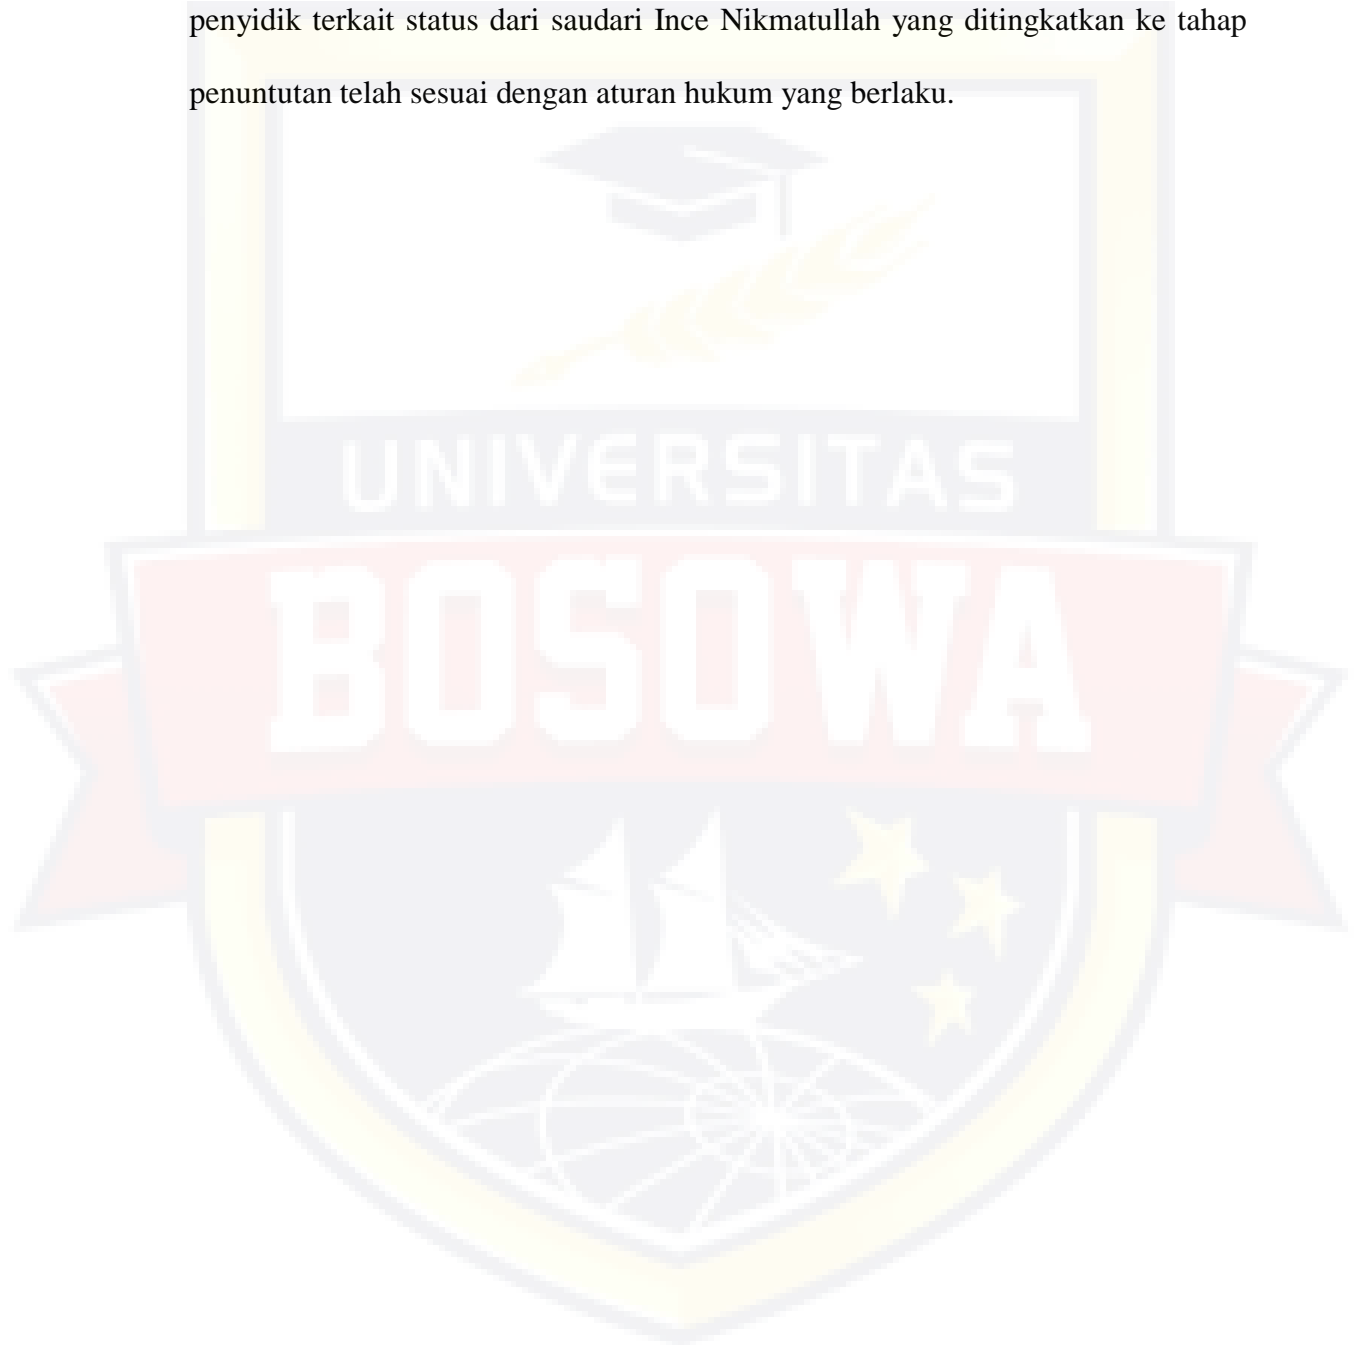 penyidik terkait status dari saudari Ince Nikmatullah yang ditingkatkan ke tahap
penuntutan telah sesuai dengan aturan hukum yang berlaku.
UNIVERSITAS
BOSOWA